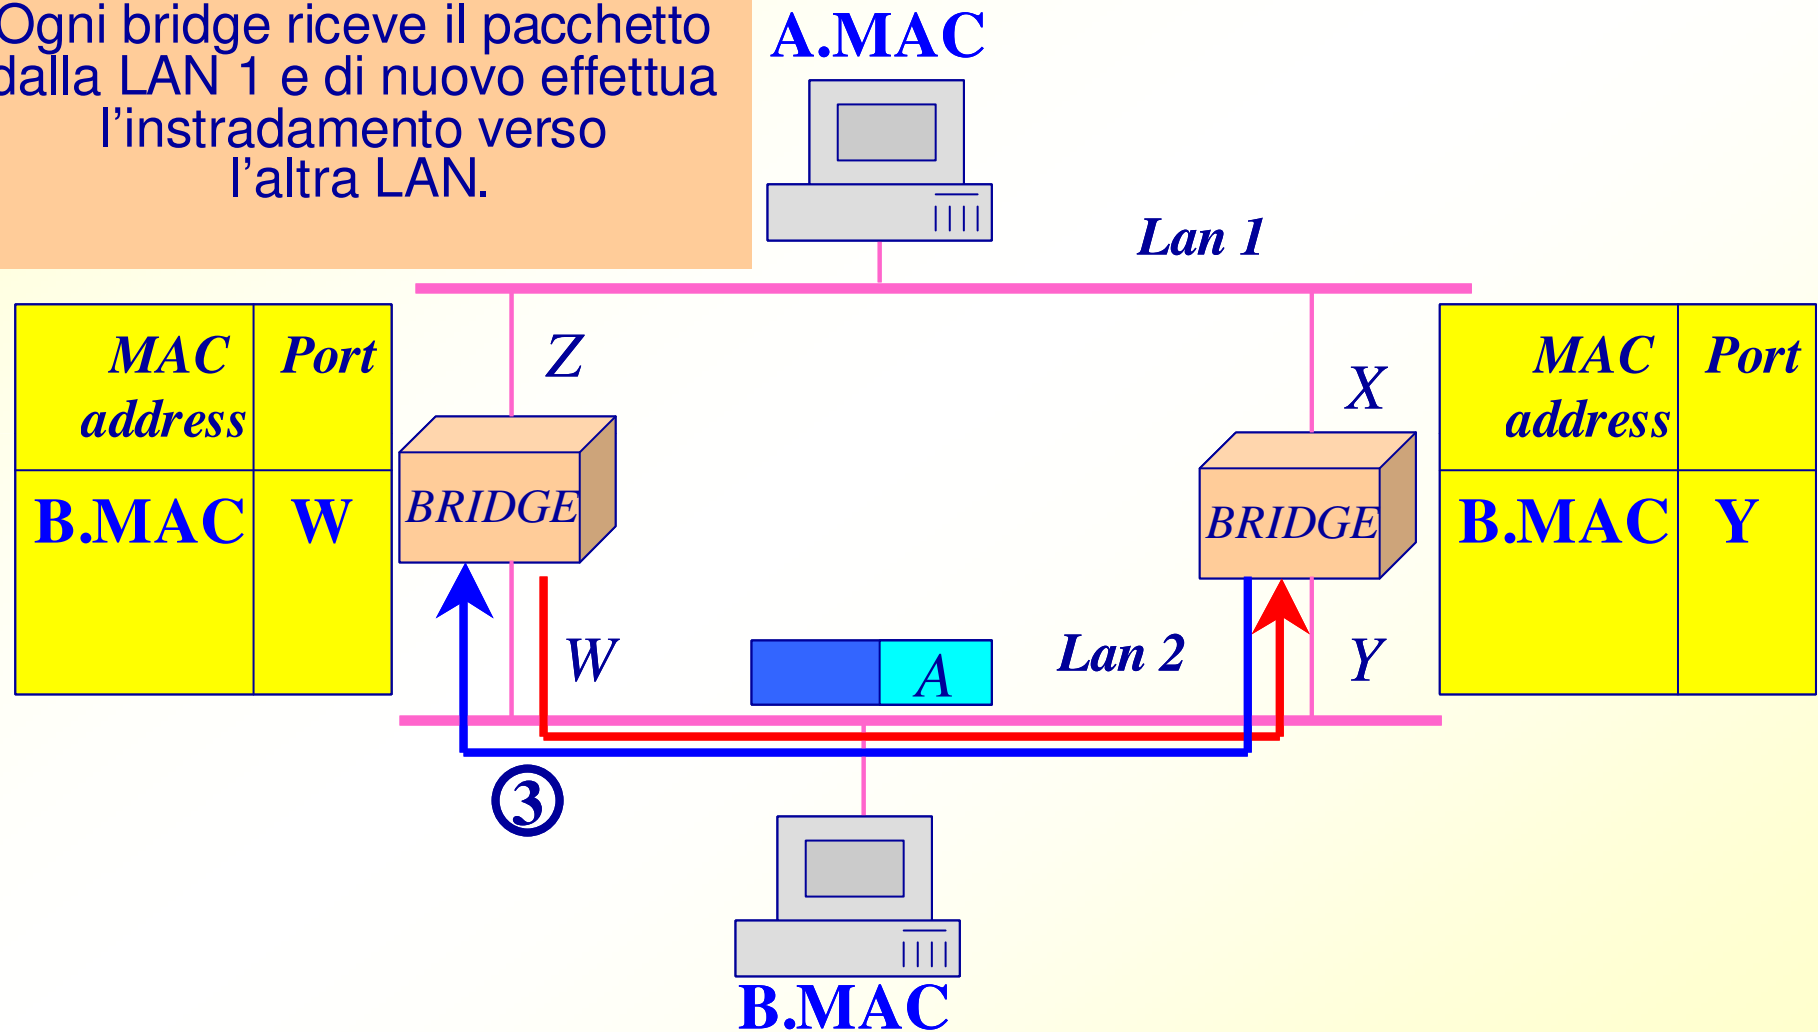 Ogni bridge riceve il pacchetto
dalla LAN 1 e di nuovo effettua
l'instradamento verso
l'altra LAN.
A.MAC
Lan 1
MAC address Port
B.MAC W
Z
BRIDGE
W
X
BRIDGE
Y
MAC address Port
B.MAC Y
A
Lan 2
3
B.MAC